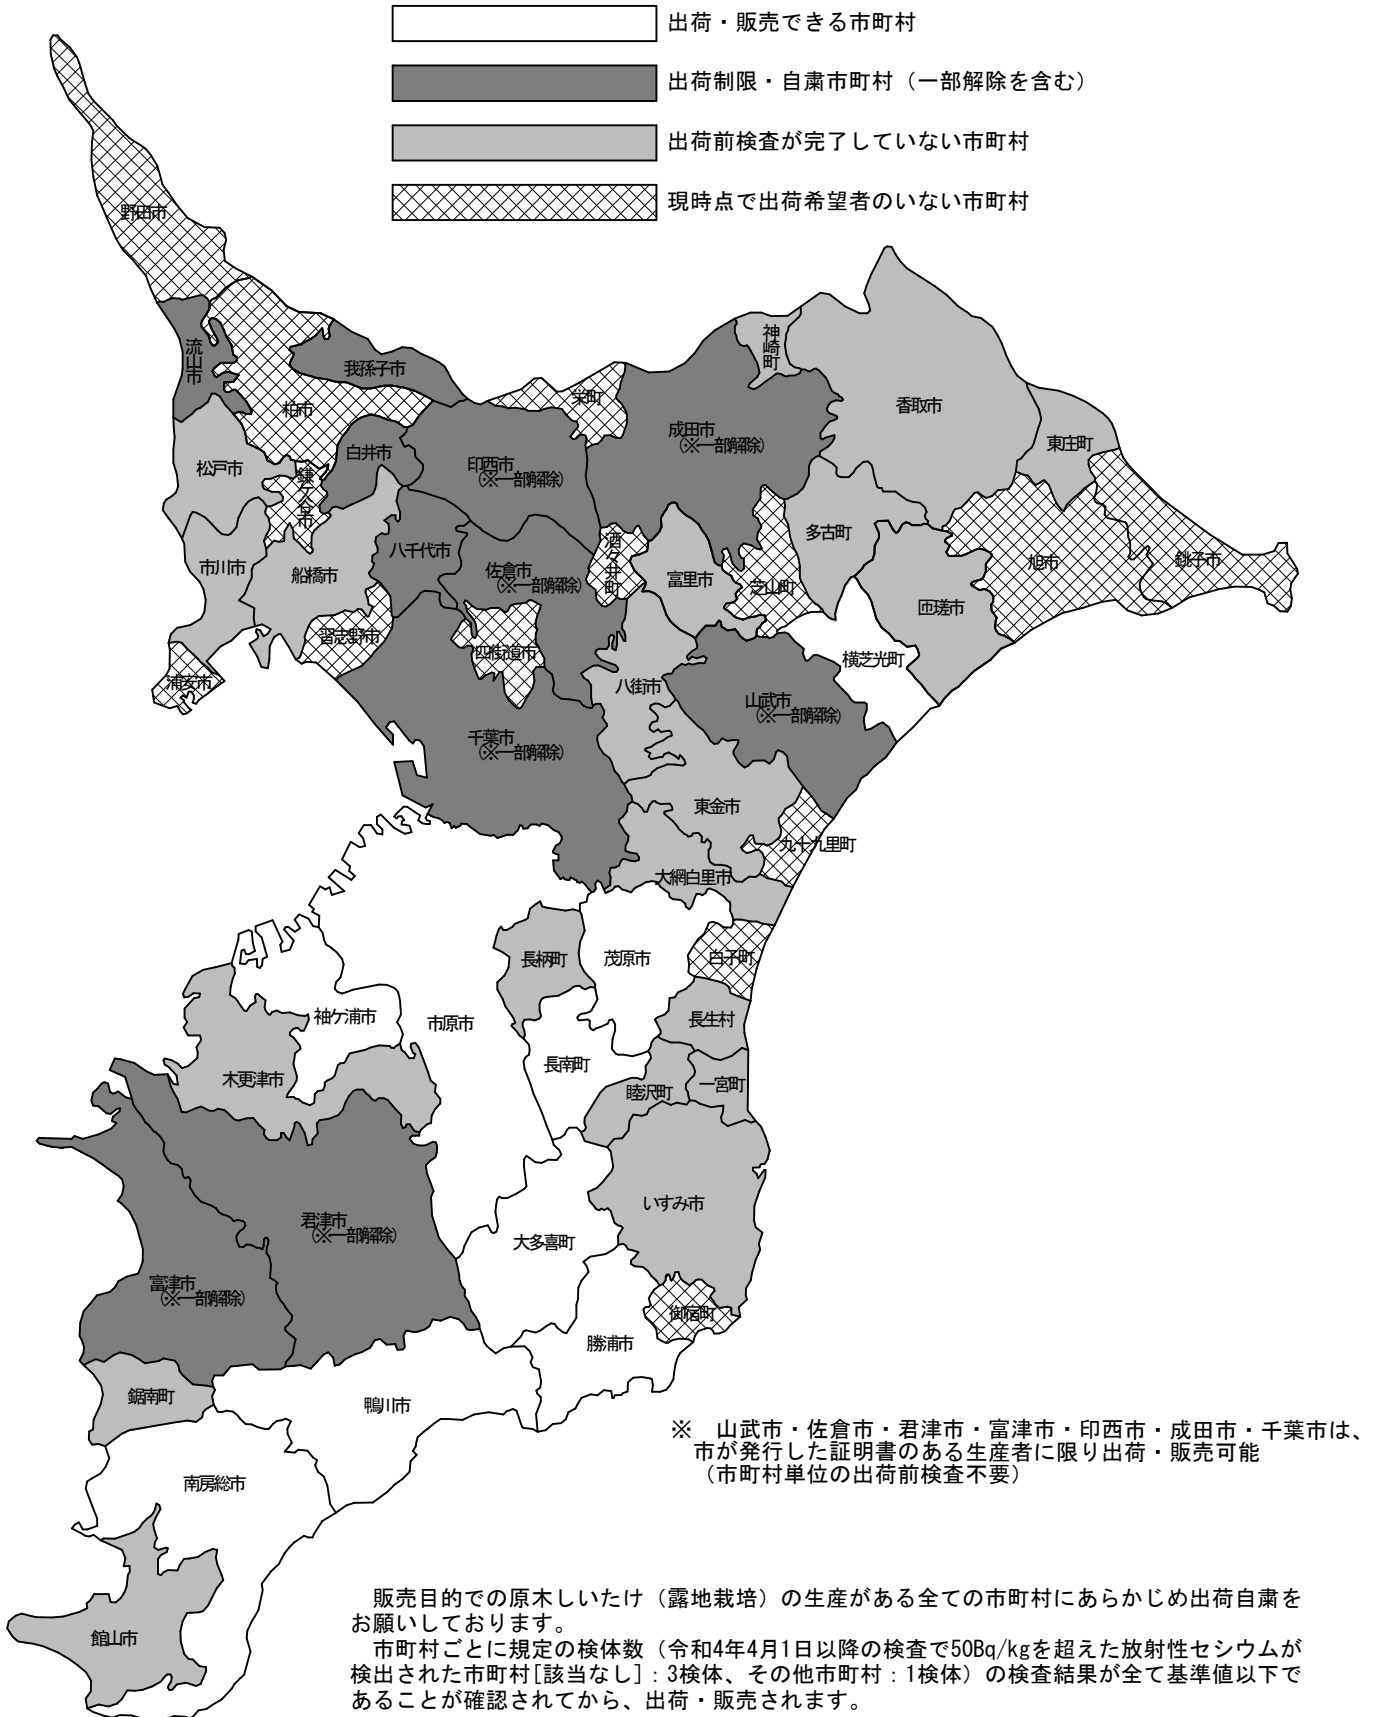 出荷・販売できる市町村
出荷制限・自粛市町村（一部解除を含む）
出荷前検査が完了していない市町村
現時点で出荷希望者のいない市町村
野田市
流山市
我孫子市
柏市
栄町
神崎町
香取市
成田市
（※一部解除）
東庄町
松戸市
白井市
印西市
（※一部解除）
鎌ケ谷市
市川市
船橋市
八千代市
佐倉市
（※一部解除）
酒々井町
富里市
芝山町
多古町
匝瑳市
旭市
銚子市
習志野市
四街道市
浦安市
八街市
山武市
（※一部解除）
横芝光町
千葉市
（※一部解除）
東金市
九十九里町
大網白里市
長柄町
茂原市
白子町
袖ケ浦市
市原市
長生村
長南町
木更津市
睦沢町
一宮町
いすみ市
君津市
（※一部解除）
大多喜町
富津市
（※一部解除）
御宿町
勝浦市
鋸南町
鴨川市
※　山武市・佐倉市・君津市・富津市・印西市・成田市・千葉市は、
市が発行した証明書のある生産者に限り出荷・販売可能
（市町村単位の出荷前検査不要）
南房総市
館山市
販売目的での原木しいたけ（露地栽培）の生産がある全ての市町村にあらかじめ出荷自粛を
お願いしております。
市町村ごとに規定の検体数（令和4年4月1日以降の検査で50Bq/kgを超えた放射性セシウムが
検出された市町村[該当なし]：3検体、その他市町村：1検体）の検査結果が全て基準値以下で
あることが確認されてから、出荷・販売されます。